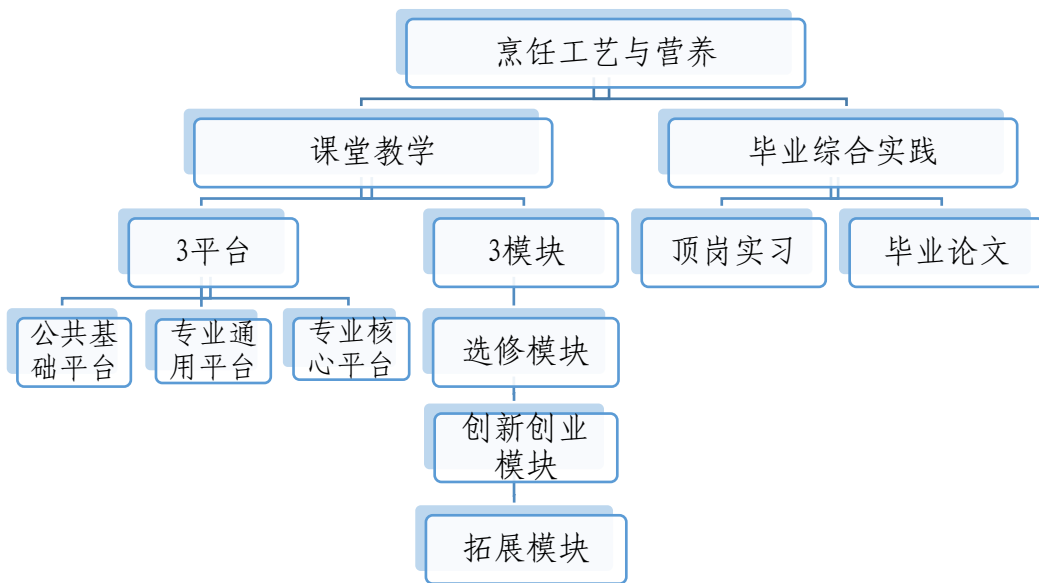 烹饪工艺与营养
课堂教学
毕业综合实践
3平台
3模块
顶岗实习
毕业论文
公共基
础平台
专业通
用平台
专业核
心平台
选修模块
创新创业
模块
拓展模块